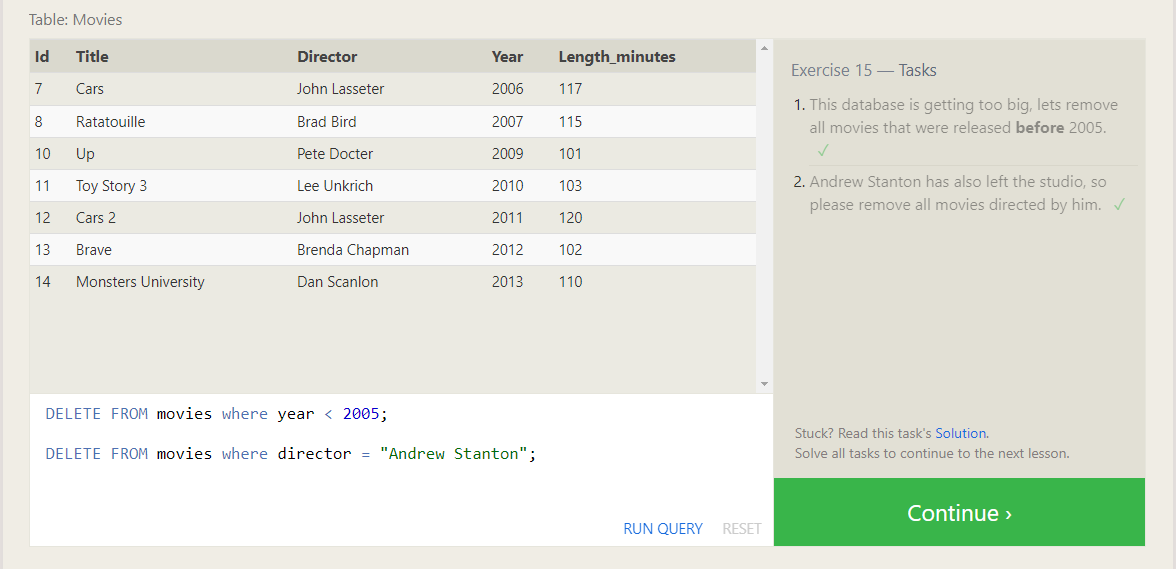 Table: Movies
Id Title Director Year Length_minutes
7 Cars John Lasseter 2006 117
8 Ratatouille Brad Bird 2007 115
10 Up Pete Docter 2009 101
11 Toy Story 3 Lee Unkrich 2010 103
12 Cars 2 John Lasseter 2011 120
13 Brave Brenda Chapman 2012 102
14 Monsters University Dan Scanlon 2013 110
DELETE FROM movies where year < 2005;
DELETE FROM movies where director = "Andrew Stanton";
RUN QUERY RESET
Exercise 15 — Tasks
1. This database is getting too big, lets remove
all movies that were released before 2005.
✓
2. Andrew Stanton has also left the studio, so
please remove all movies directed by him. ✓
Stuck? Read this task's Solution.
Solve all tasks to continue to the next lesson.
Continue ›